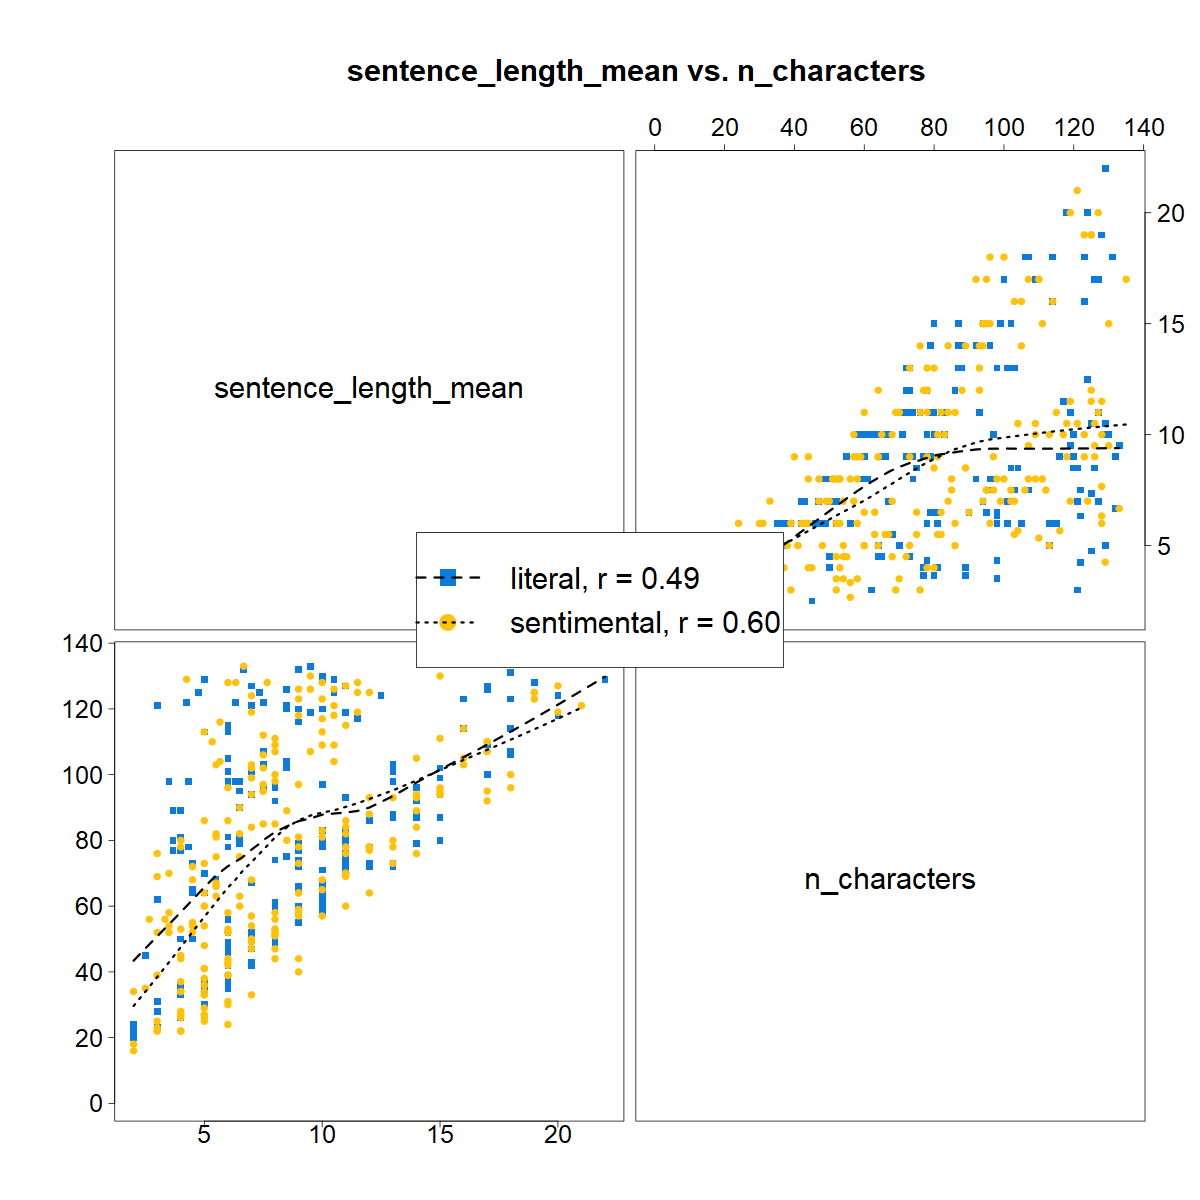 sentence_length_mean vs. n_characters
0 20 40 60 80 100 120 140
sentence_length_mean
20
15
10
5
literal, r = 0.49
sentimental, r = 0.60
140
120
100
80
60
40
20
0
n_characters
5 10 15 20